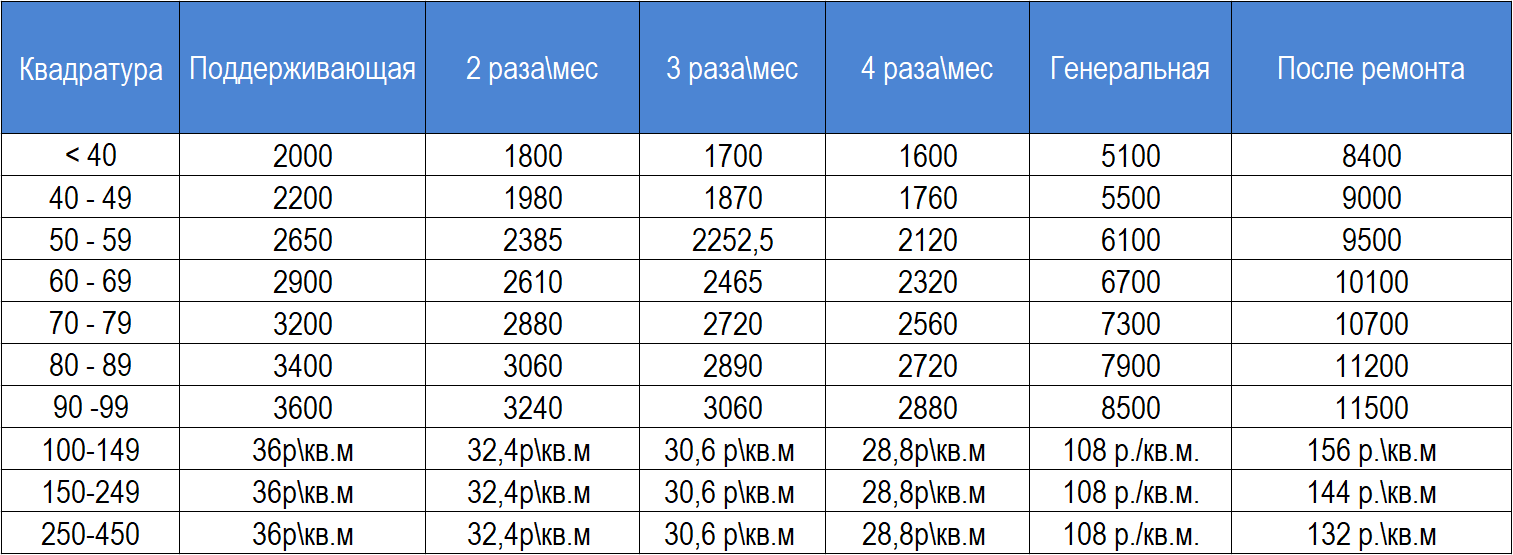 Квадратура Поддерживающая 2 раза\мес 3 раза\мес 4 раза\мес Генеральная После ремонта
< 40 2000 1800 1700 1600 5100 8400
40 - 49 2200 1980 1870 1760 5500 9000
50 - 59 2650 2385 2252,5 2120 6100 9500
60 - 69 2900 2610 2465 2320 6700 10100
70 - 79 3200 2880 2720 2560 7300 10700
80 - 89 3400 3060 2890 2720 7900 11200
90 -99 3600 3240 3060 2880 8500 11500
100-149 36р\кв.м 32,4р\кв.м 30,6 р\кв.м 28,8р\кв.м 108 р./кв.м. 156 р.\кв.м
150-249 36р\кв.м 32,4р\кв.м 30,6 р\кв.м 28,8р\кв.м 108 р./кв.м. 144 р.\кв.м
250-450 36р\кв.м 32,4р\кв.м 30,6 р\кв.м 28,8р\кв.м 108 р./кв.м. 132 р.\кв.м